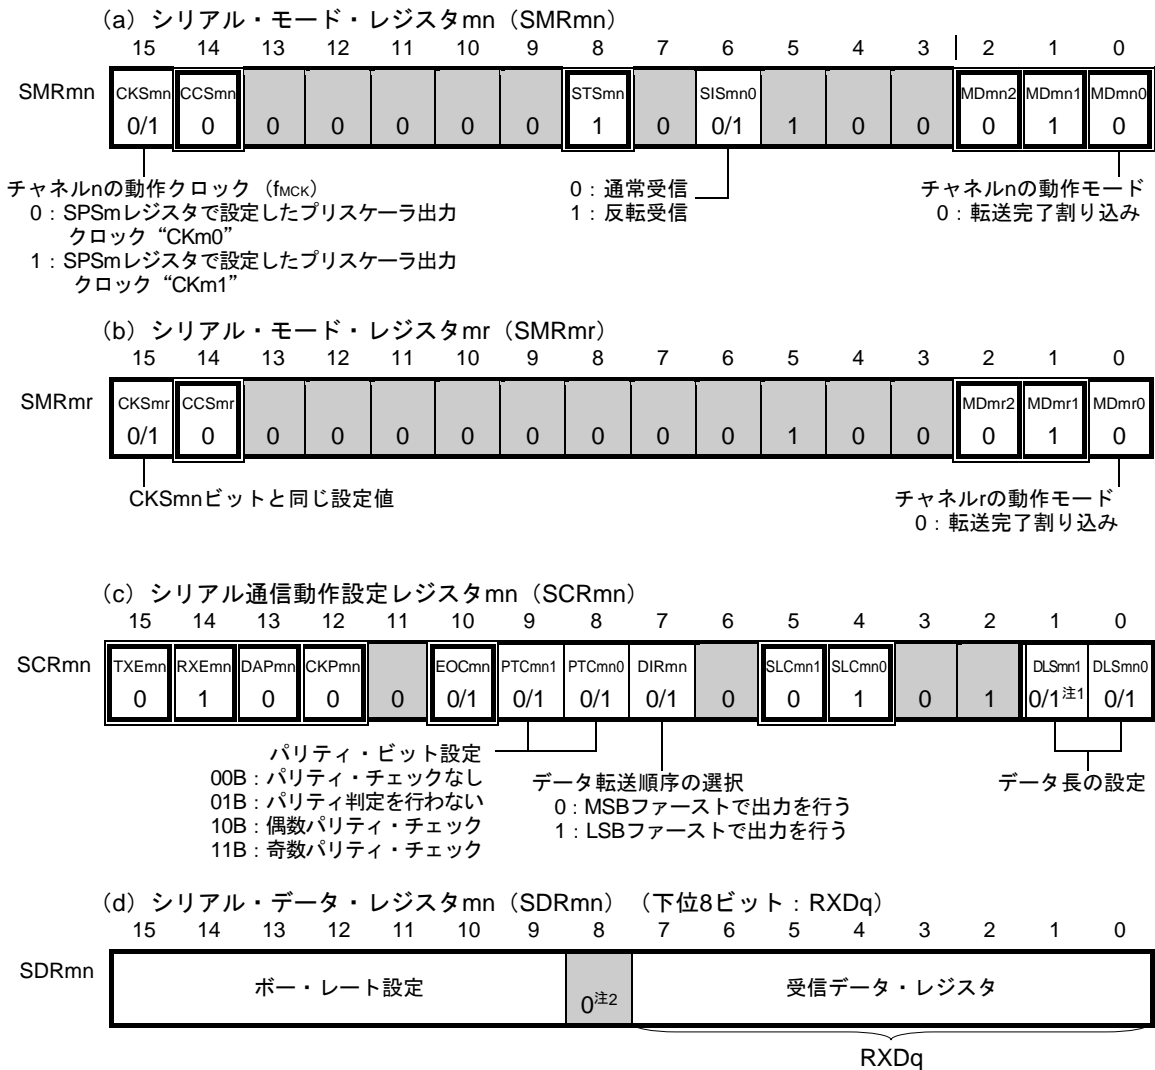 (a) シリアル・モード・レジスタmn（SMRmn）
15 14 13 12 11 10 9 8 7 6 5 4 3 2 1 0
SMRmn
CKSmn CCSmn STSmn SISmn0 MDmn2 MDmn1 MDmn0
0/1 0 0 0 0 0 0 1 0 0/1 1 0 0 0 1 0
チャネルnの動作クロック（fMCK）
0：SPSmレジスタで設定したプリスケーラ出力
クロック“CKm0”
1：SPSmレジスタで設定したプリスケーラ出力
クロック“CKm1”
0：通常受信
1：反転受信
チャネルnの動作モード
0：転送完了割り込み
(b) シリアル・モード・レジスタmr（SMRmr）
15 14 13 12 11 10 9 8 7 6 5 4 3 2 1 0
SMRmr
CKSmr CCSmr MDmr2 MDmr1 MDmr0
0/1 0 0 0 0 0 0 0 0 0 1 0 0 0 1 0
CKSmnビットと同じ設定値
チャネルrの動作モード
0：転送完了割り込み
(c) シリアル通信動作設定レジスタmn（SCRmn）
15 14 13 12 11 10 9 8 7 6 5 4 3 2 1 0
SCRmn
TXEmn RXEmn DAPmn CKPmn EOCmn PTCmn1 PTCmn0 DIRmn SLCmn1 SLCmn0 DLSmn1 DLSmn0
0 1 0 0 0 0/1 0/1 0/1 0/1 0 0 1 0 1 0/1注1 0/1
パリティ・ビット設定
00B：パリティ・チェックなし
01B：パリティ判定を行わない
10B：偶数パリティ・チェック
11B：奇数パリティ・チェック
データ転送順序の選択
0：MSBファーストで出力を行う
1：LSBファーストで出力を行う
データ長の設定
(d) シリアル・データ・レジスタmn（SDRmn）（下位8ビット：RXDq）
15 14 13 12 11 10 9 8 7 6 5 4 3 2 1 0
SDRmn
ボー・レート設定
0注2
受信データ・レジスタ
RXDq